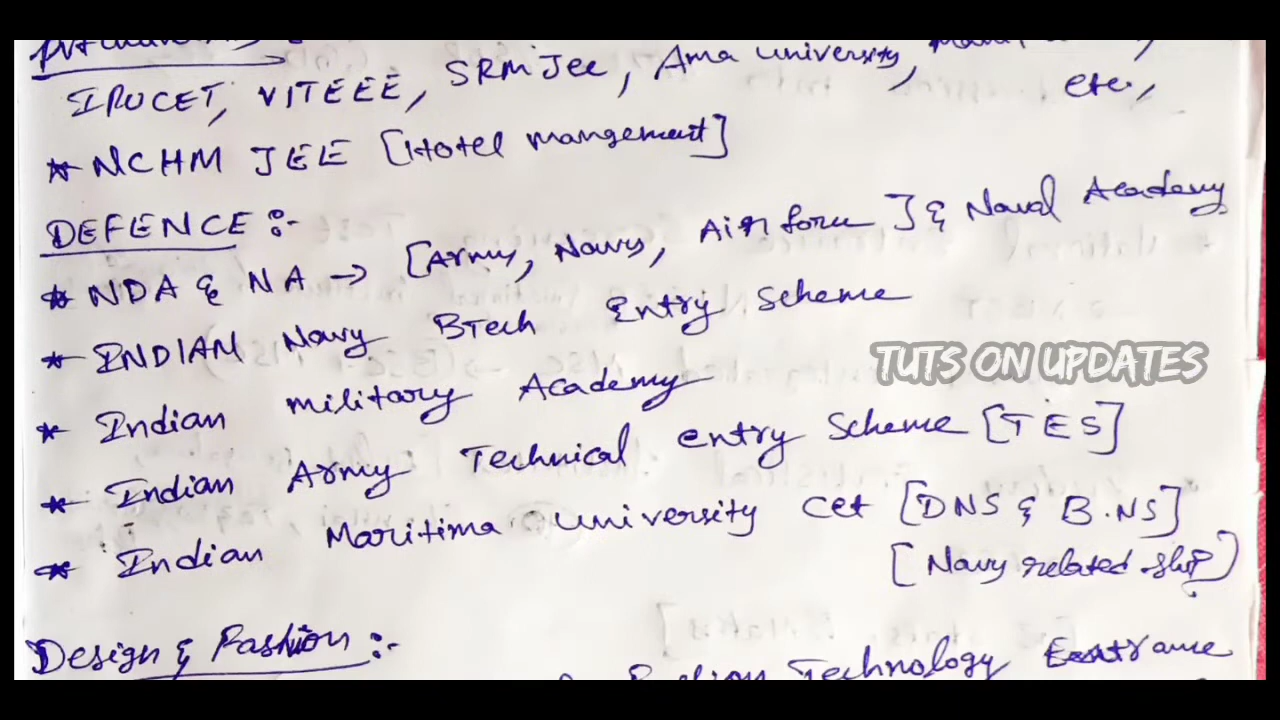 IPUCET, VITEEE, SRMJee, Ama university,
etc.,
* NCHM JEE [Hotel mangement]
DEFENCE :-
* NDA & NA → [Army, Navy, Air force] & Naval Academy
* INDIAN Navy BTech Entry scheme
* Indian military Academy
* Indian Army Technical entry scheme [TES]
* Indian Maritima university cet [DNS & B.NS]
[Navy related ship]
Design & Fashion :-
Technology Entrance
TUTS ON UPDATES